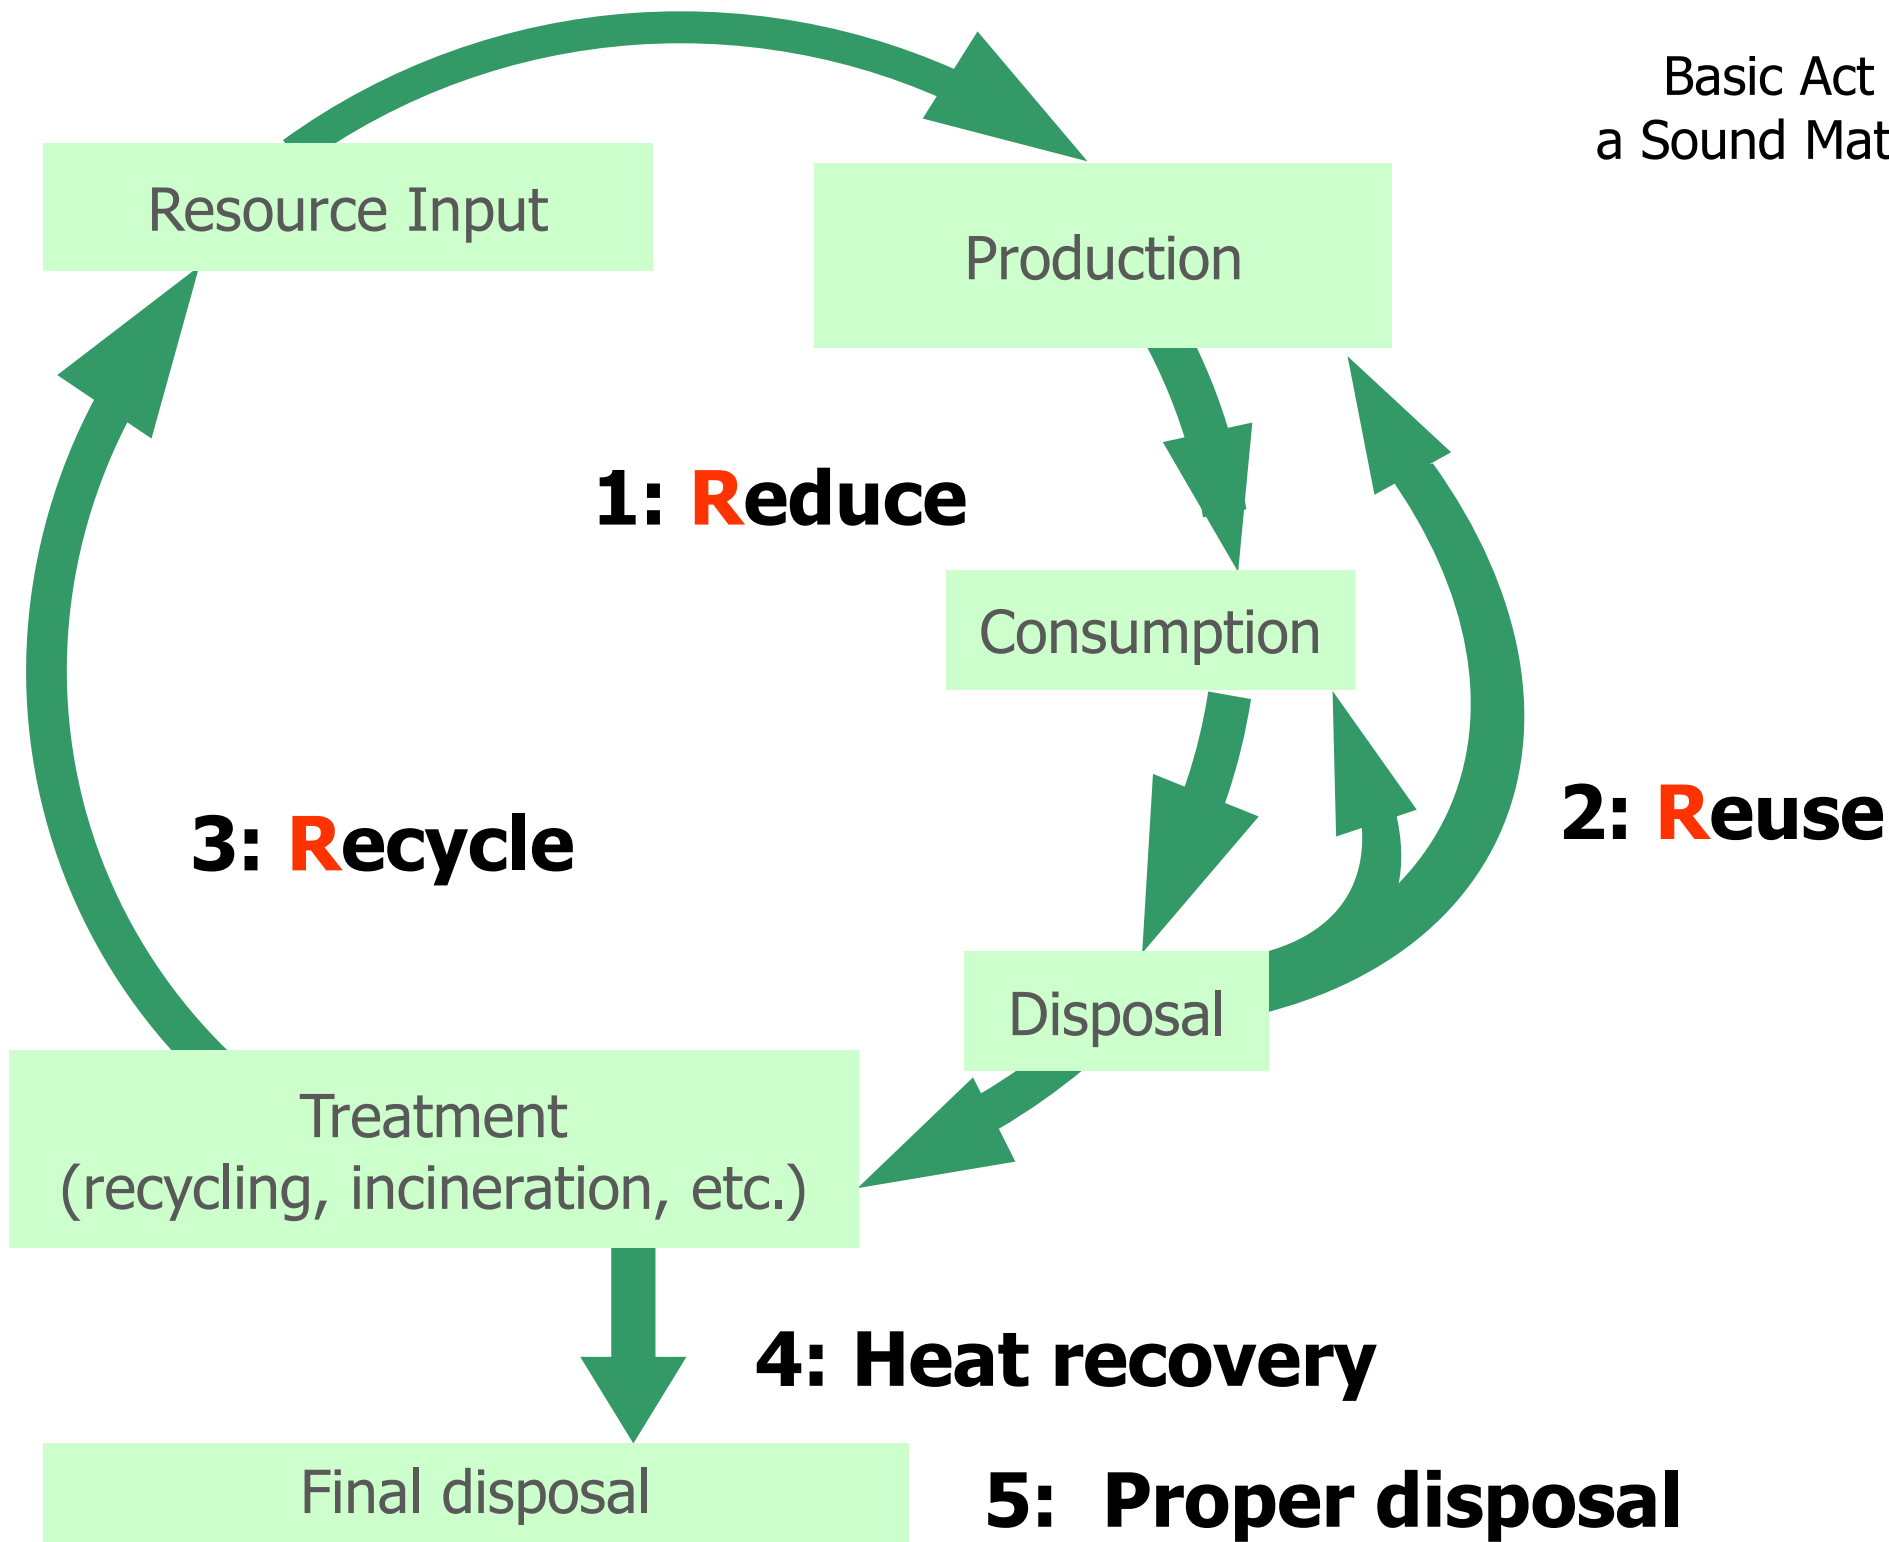 Basic Act
a Sound Mat
Resource Input
Production
1: Reduce
Consumption
2: Reuse
3: Recycle
Disposal
Treatment
(recycling, incineration, etc.)
4: Heat recovery
Final disposal
5: Proper disposal